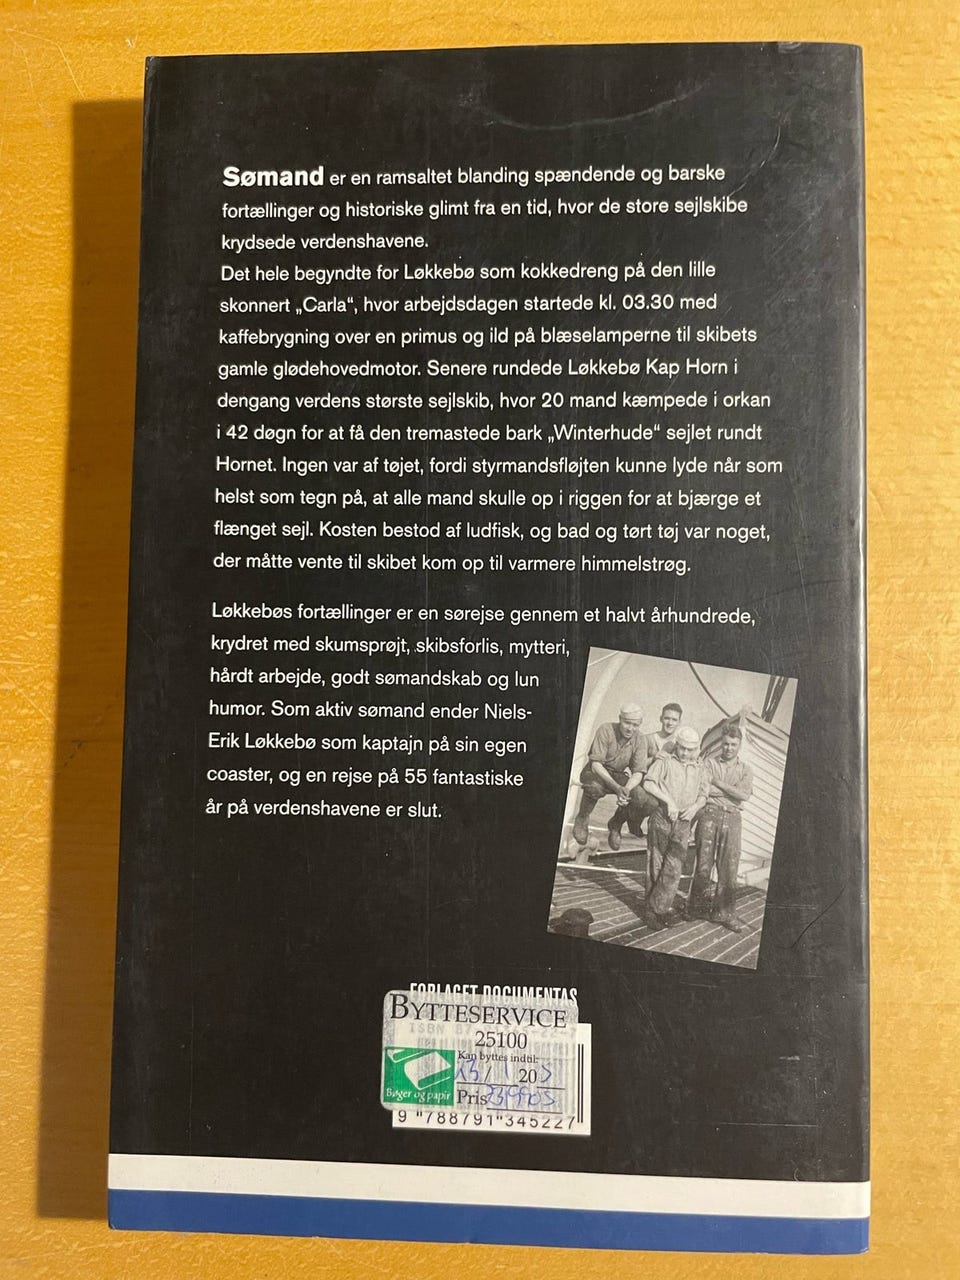 Sømand er en ramsaltet blanding spændende og barske
fortællinger og historiske glimt fra en tid, hvor de store sejlskibe
krydsede verdenshavene.
Det hele begyndte for Løkkebø som kokkedreng på den lille
skonnert „Carla“, hvor arbejdsdagen startede kl. 03.30 med
kaffebrygning over en primus og ild på blæselamperne til skibets
gamle glødehovedmotor. Senere rundede Løkkebø Kap Horn i
dengang verdens største sejlskib, hvor 20 mand kæmpede i orkan
i 42 døgn for at få den tremastede bark „Winterhude“ sejlet rundt
Hornet. Ingen var af tøjet, fordi styrmandsfløjten kunne lyde når som
helst som tegn på, at alle mand skulle op i riggen for at bjærge et
flænget sejl. Kosten bestod af ludfisk, og bad og tørt tøj var noget,
der måtte vente til skibet kom op til varmere himmelstrøg.
Løkkebøs fortællinger er en sørejse gennem et halvt århundrede,
krydret med skumsprøjt, skibsforlis, mytteri,
hårdt arbejde, godt sømandskab og lun
humor. Som aktiv sømand ender Niels-
Erik Løkkebø som kaptajn på sin egen
coaster, og en rejse på 55 fantastiske
år på verdenshavene er slut.
FORLAGET DOCUMENTAS
BYTTESERVICE
ISBN 87
25100
Kan byttes indtil:
20
Bøger og papir
Pris
9 788791 345227